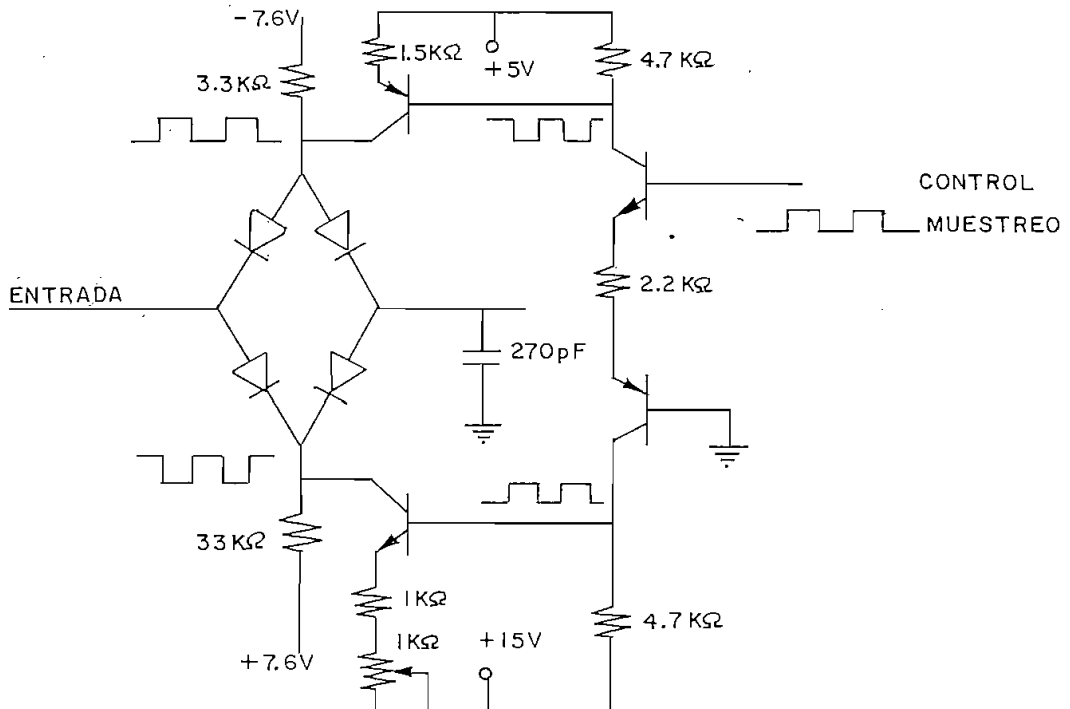 -7.6V
1.5KΩ
+5V
4.7 KΩ
3.3KΩ
CONTROL
MUESTREO
2.2 KΩ
ENTRADA
270pF
33KΩ
1KΩ
4.7 KΩ
+7.6V
1KΩ
+15V